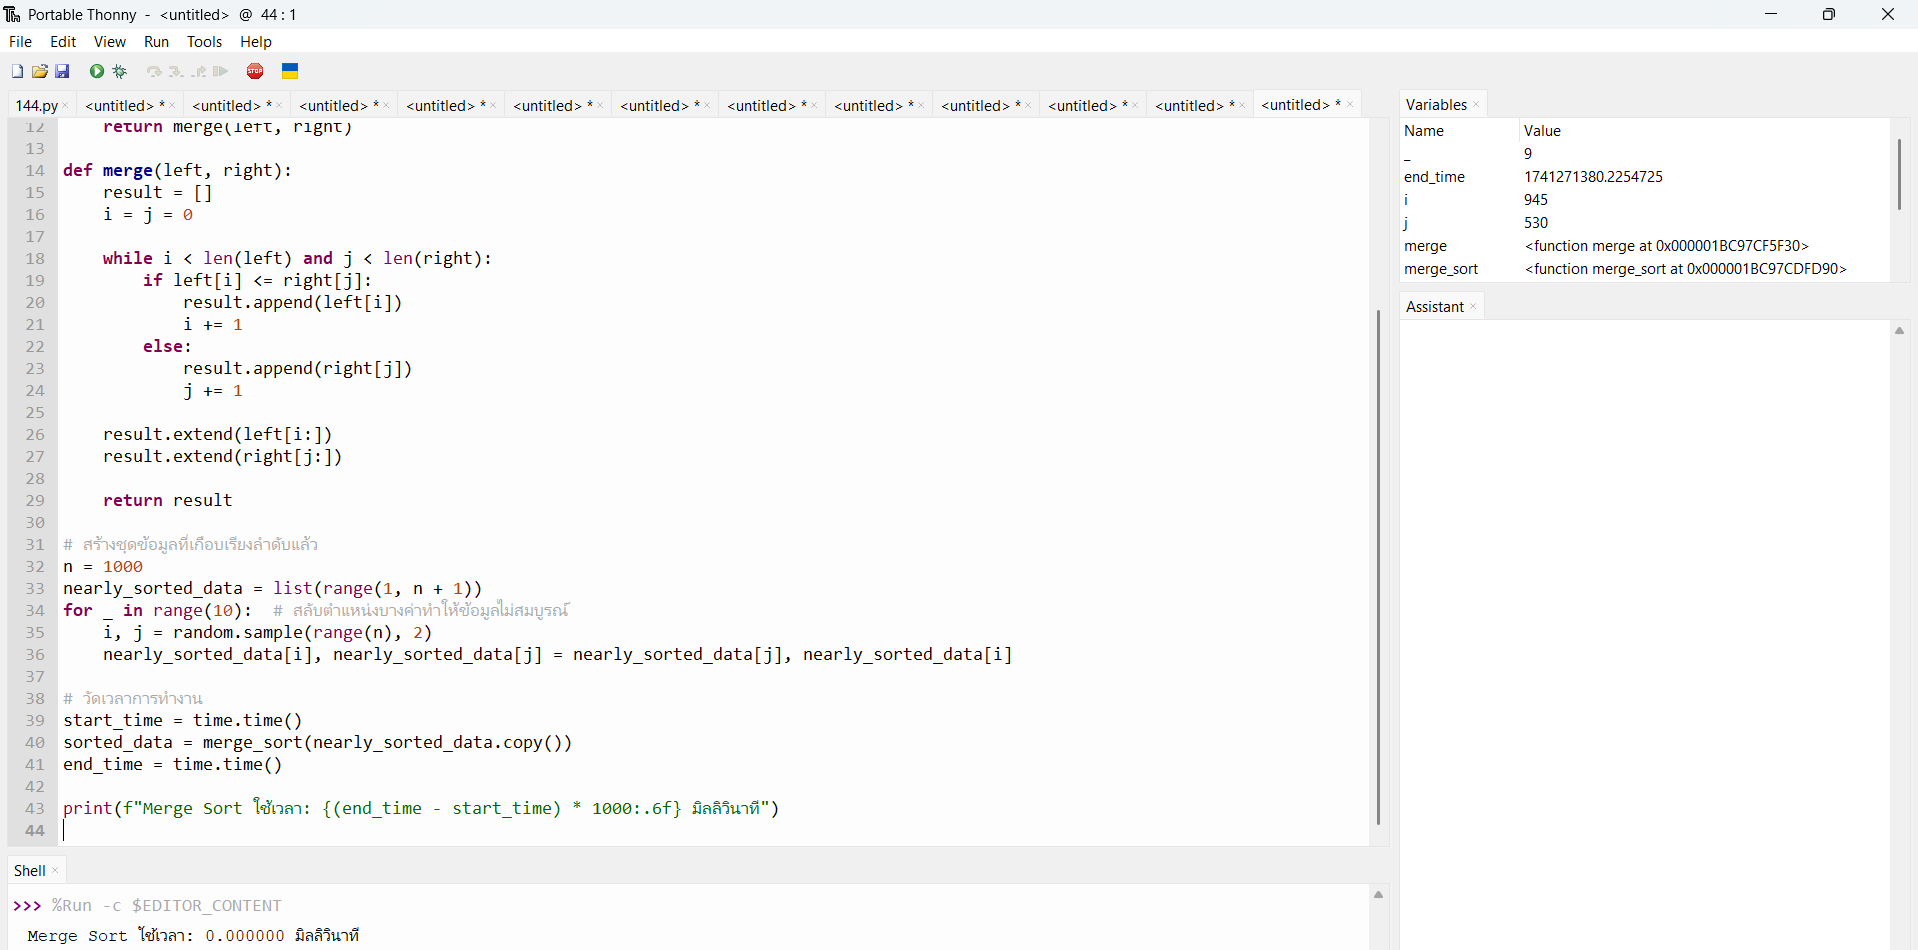 Portable Thonny - <untitled> @ 44 : 1
File Edit View Run Tools Help
STOP
144.py × <untitled> * × <untitled> * × <untitled> * × <untitled> * × <untitled> * × <untitled> * × <untitled> * × <untitled> * × <untitled> * × <untitled> * × <untitled> * × <untitled> * ×
12     return merge(left, right)
13
14 def merge(left, right):
15     result = []
16     i = j = 0
17
18     while i < len(left) and j < len(right):
19         if left[i] <= right[j]:
20             result.append(left[i])
21             i += 1
22         else:
23             result.append(right[j])
24             j += 1
25
26     result.extend(left[i:])
27     result.extend(right[j:])
28
29     return result
30
31 # สร้างชุดข้อมูลที่เกือบเรียงลำดับแล้ว
32 n = 1000
33 nearly_sorted_data = list(range(1, n + 1))
34 for _ in range(10):  # สลับตำแหน่งบางค่าทำให้ข้อมูลไม่สมบูรณ์
35     i, j = random.sample(range(n), 2)
36     nearly_sorted_data[i], nearly_sorted_data[j] = nearly_sorted_data[j], nearly_sorted_data[i]
37
38 # วัดเวลาการทำงาน
39 start_time = time.time()
40 sorted_data = merge_sort(nearly_sorted_data.copy())
41 end_time = time.time()
42
43 print(f"Merge Sort ใช้เวลา: {(end_time - start_time) * 1000:.6f} มิลลิวินาที")
44
Shell ×
>>> %Run -c $EDITOR_CONTENT
Merge Sort ใช้เวลา: 0.000000 มิลลิวินาที
Variables ×
Name Value
_ 9
end_time 1741271380.2254725
i 945
j 530
merge <function merge at 0x000001BC97CF5F30>
merge_sort <function merge_sort at 0x000001BC97CDFD90>
Assistant ×